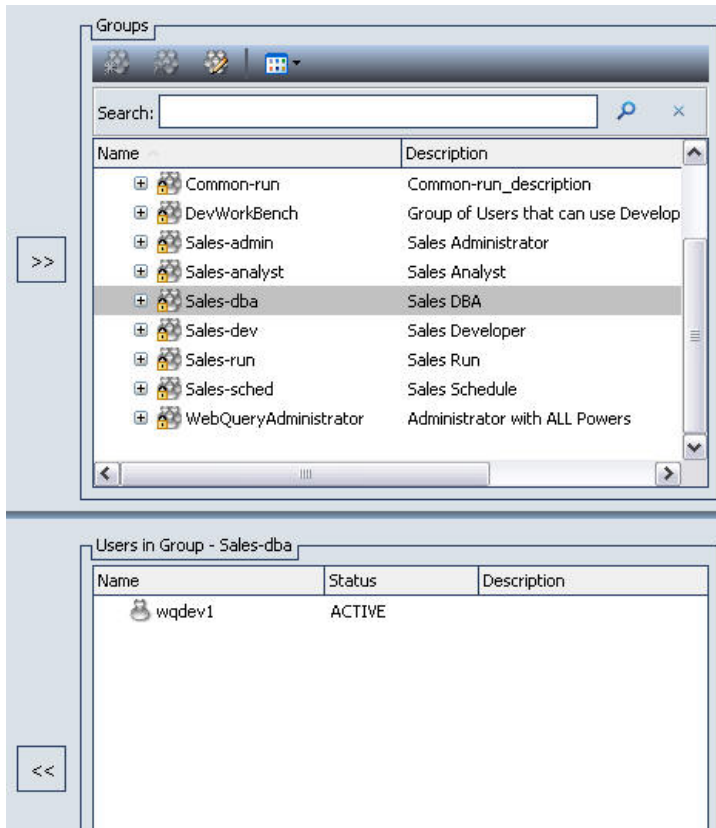 Groups
Search:
Name Description
Common-run Common-run_description
DevWorkBench Group of Users that can use Develop
Sales-admin Sales Administrator
Sales-analyst Sales Analyst
Sales-dba Sales DBA
Sales-dev Sales Developer
Sales-run Sales Run
Sales-sched Sales Schedule
WebQueryAdministrator Administrator with ALL Powers
>>
Users in Group - Sales-dba
Name Status Description
wqdev1 ACTIVE
<<